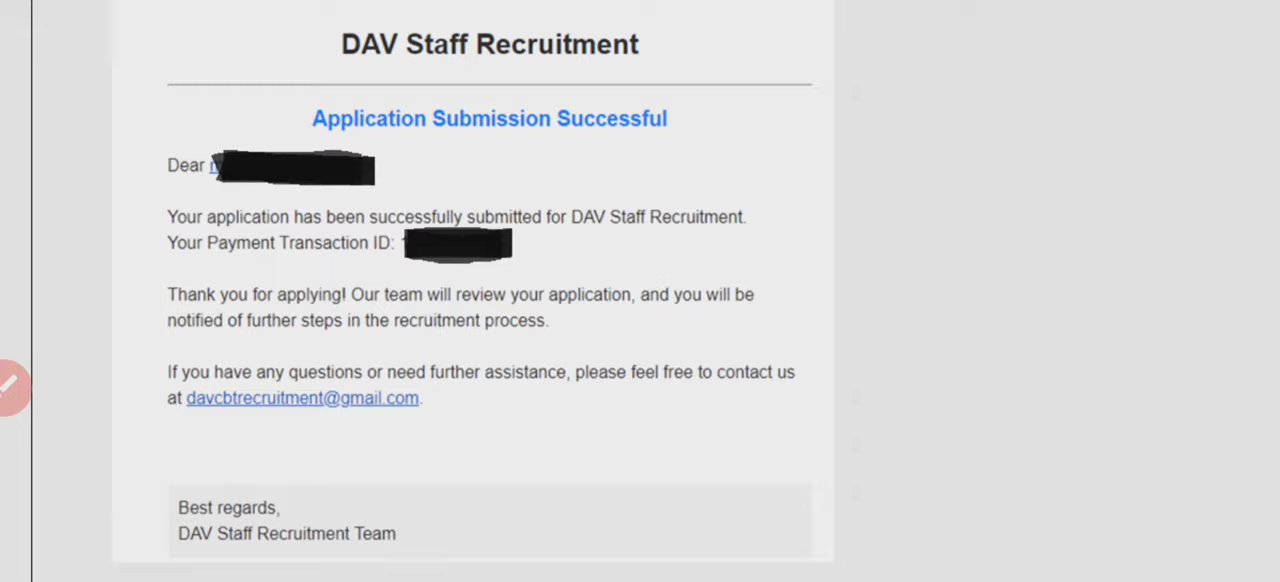 DAV Staff Recruitment
Application Submission Successful
Dear
Your application has been successfully submitted for DAV Staff Recruitment.
Your Payment Transaction ID:
Thank you for applying! Our team will review your application, and you will be
notified of further steps in the recruitment process.
If you have any questions or need further assistance, please feel free to contact us
at davcbtrecruitment@gmail.com.
Best regards,
DAV Staff Recruitment Team